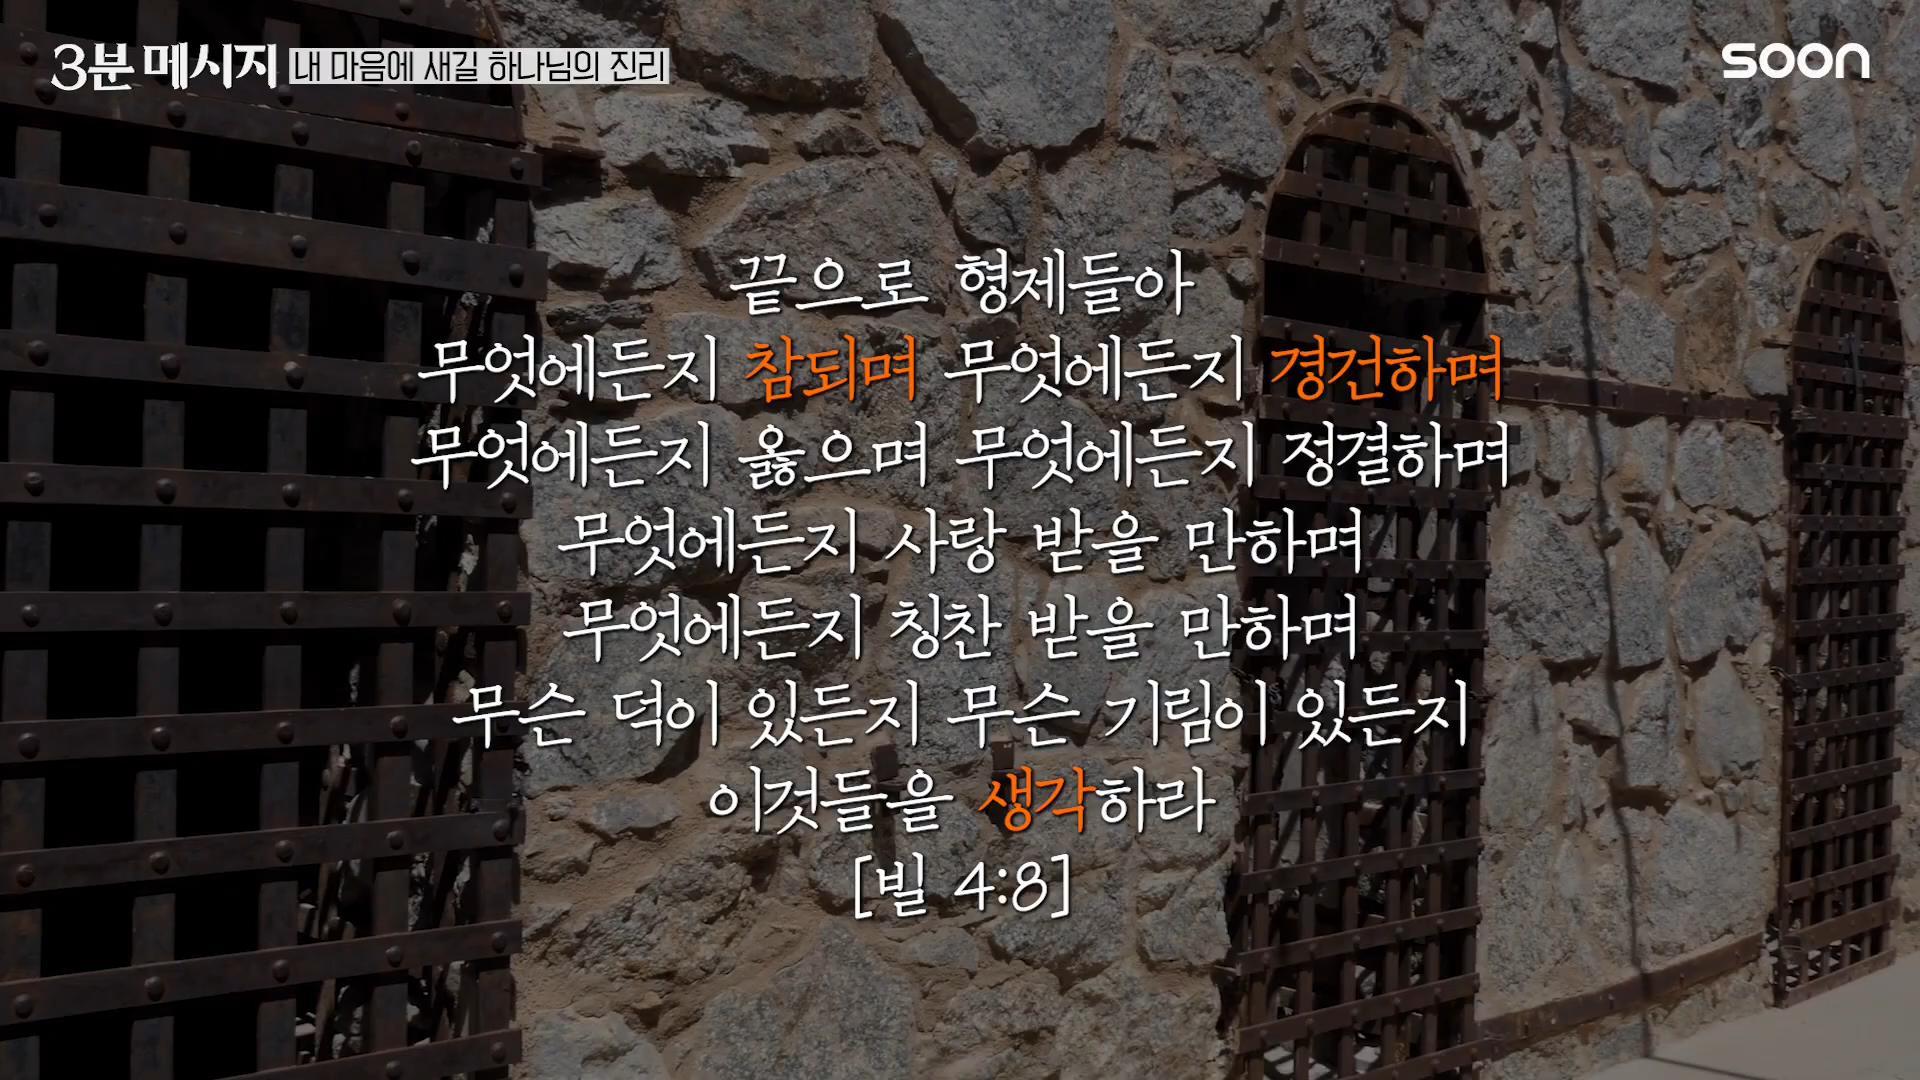 3분 메시지 내 마음에 새길 하나님의 진리
soon
끝으로 형제들아
무엇에든지 참되며 무엇에든지 경건하며
무엇에든지 옳으며 무엇에든지 정결하며
무엇에든지 사랑 받을 만하며
무엇에든지 칭찬 받을 만하며
무슨 덕이 있든지 무슨 기림이 있든지
이것들을 생각하라
[빌 4:8]